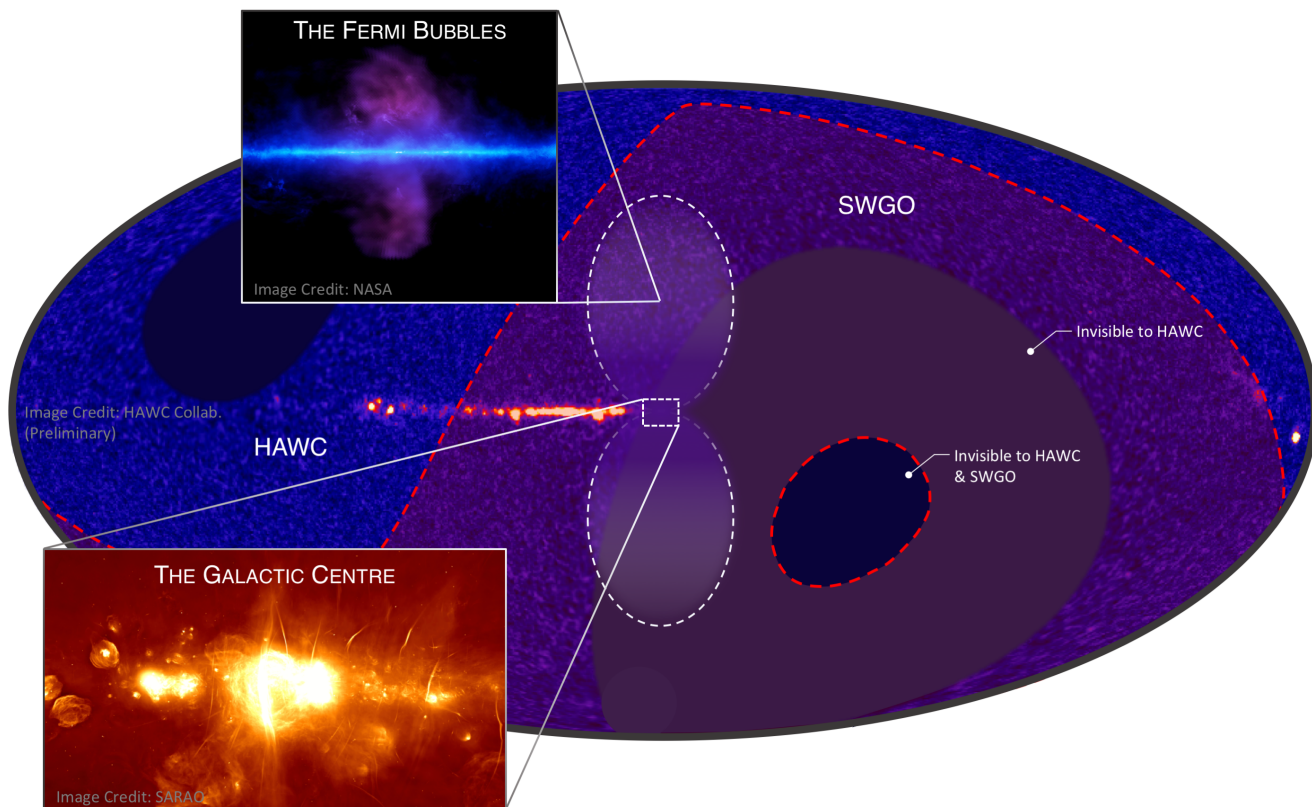 THE FERMI BUBBLES
Image Credit: NASA
SWGO
Invisible to HAWC
Image Credit: HAWC Collab.
(Preliminary)
HAWC
Invisible to HAWC
& SWGO
THE GALACTIC CENTRE
Image Credit: SARAO